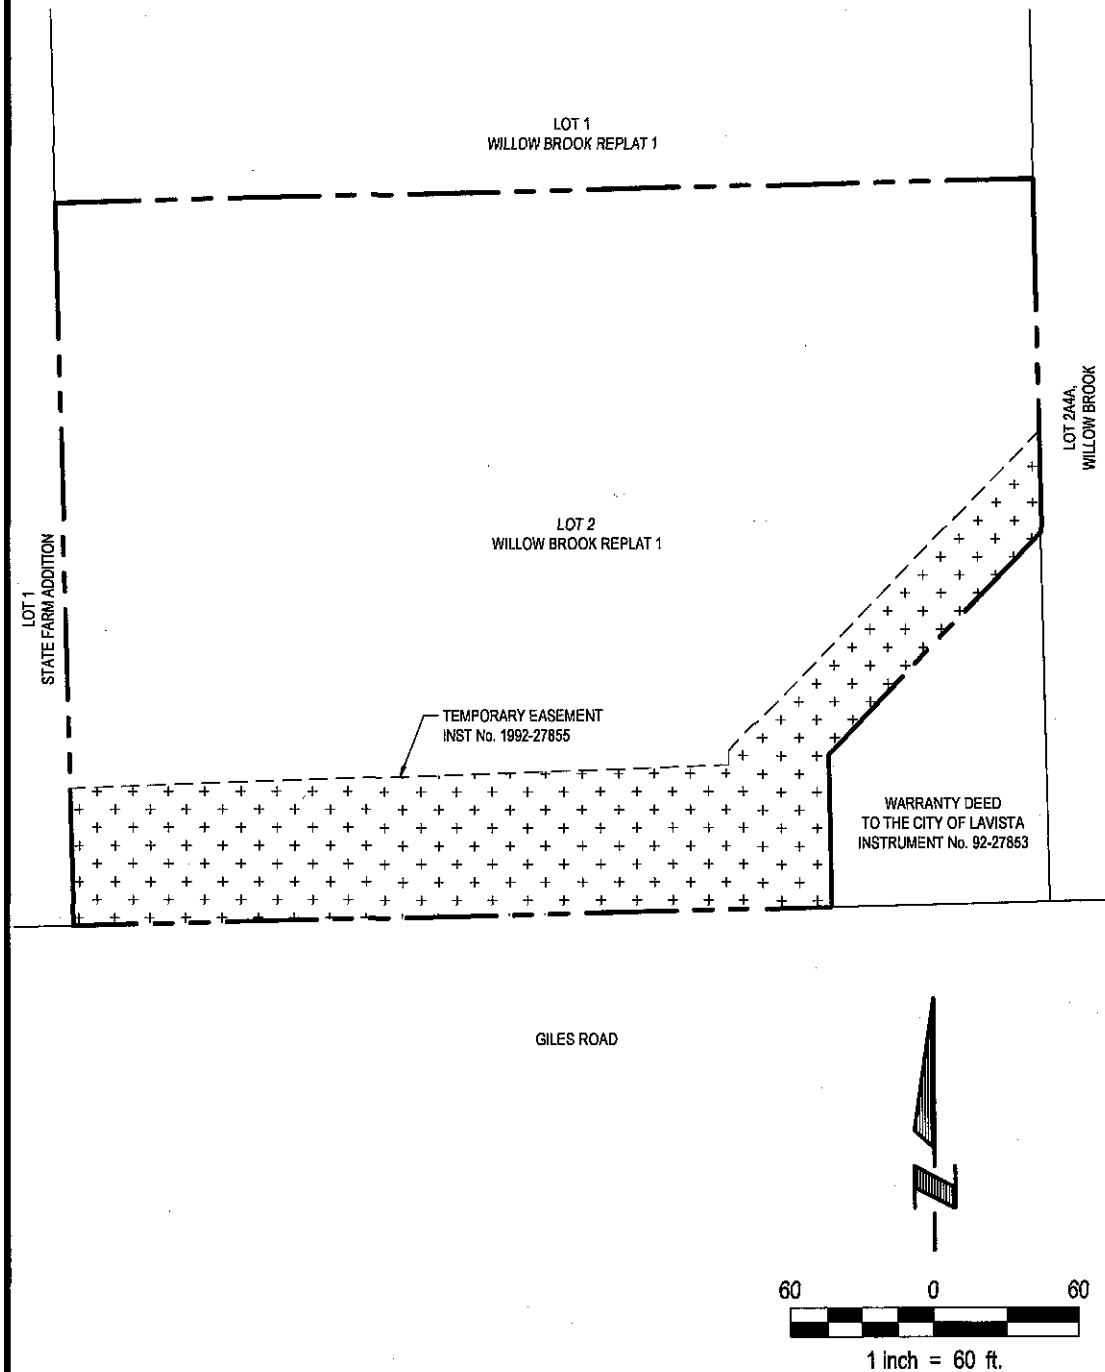 LOT 1
WILLOW BROOK REPLAT 1
LOT 2A4A,
WILLOW BROOK
LOT 2
WILLOW BROOK REPLAT 1
LOT 1
STATE FARM ADDITION
TEMPORARY EASEMENT
INST No. 1992-27855
WARRANTY DEED
TO THE CITY OF LAVISTA
INSTRUMENT No. 92-27853
GILES ROAD
N
60 0 60
1 inch = 60 ft.